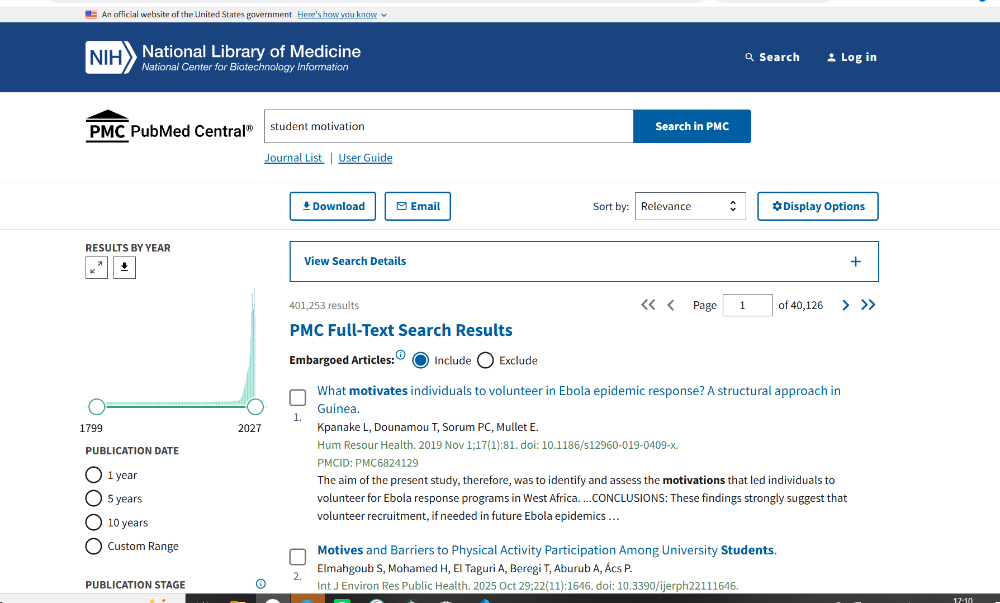 An official website of the United States government Here's how you know
NIH National Library of Medicine
National Center for Biotechnology Information
Search
Log in
PMC PubMed Central®
student motivation
Search in PMC
Journal List | User Guide
Download
Email
Sort by: Relevance
Display Options
RESULTS BY YEAR
1799
2027
PUBLICATION DATE
1 year
5 years
10 years
Custom Range
PUBLICATION STAGE
View Search Details
401,253 results
Page 1 of 40,126
PMC Full-Text Search Results
Embargoed Articles: Include Exclude
1.
What motivates individuals to volunteer in Ebola epidemic response? A structural approach in
Guinea.
Kpanake L, Dounamou T, Sorum PC, Mullet E.
Hum Resour Health. 2019 Nov 1;17(1):81. doi: 10.1186/s12960-019-0409-x.
PMCID: PMC6824129
The aim of the present study, therefore, was to identify and assess the motivations that led individuals to
volunteer for Ebola response programs in West Africa. ...CONCLUSIONS: These findings strongly suggest that
volunteer recruitment, if needed in future Ebola epidemics …
2.
Motives and Barriers to Physical Activity Participation Among University Students.
Elmahgoub S, Mohamed H, El Taguri A, Beregi T, Aburub A, Ács P.
Int J Environ Res Public Health. 2025 Oct 29;22(11):1646. doi: 10.3390/ijerph22111646.
17:10